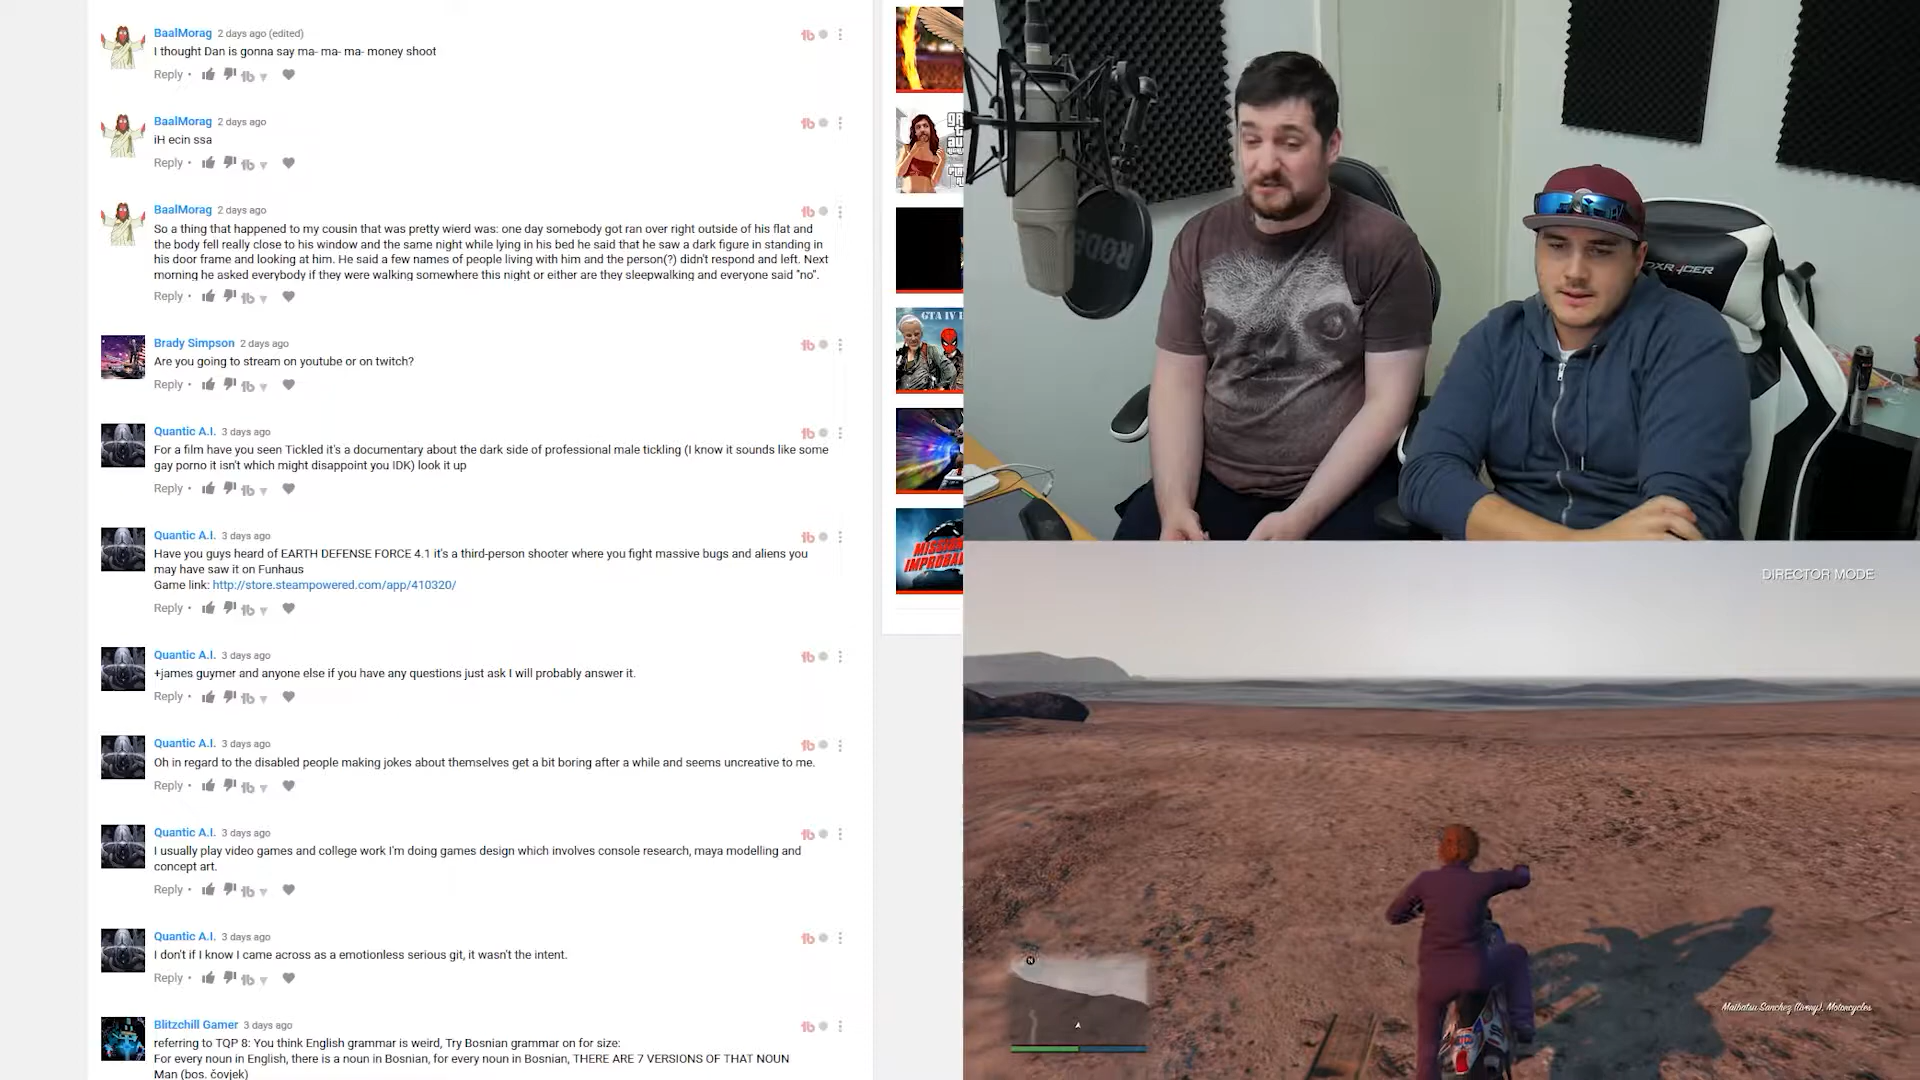 BaalMorag 2 days ago (edited)
I thought Dan is gonna say ma- ma- ma- money shoot
Reply •
BaalMorag 2 days ago
iH ecin ssa
Reply •
BaalMorag 2 days ago
So a thing that happened to my cousin that was pretty wierd was: one day somebody got ran over right outside of his flat and
the body fell really close to his window and the same night while lying in his bed he said that he saw a dark figure in standing in
his door frame and looking at him. He said a few names of people living with him and the person(?) didn't respond and left. Next
morning he asked everybody if they were walking somewhere this night or either are they sleepwalking and everyone said "no".
Reply •
Brady Simpson 2 days ago
Are you going to stream on youtube or on twitch?
Reply •
Quantic A.I. 3 days ago
For a film have you seen Tickled it's a documentary about the dark side of professional male tickling (I know it sounds like some
gay porno it isn't which might disappoint you IDK) look it up
Reply •
Quantic A.I. 3 days ago
Have you guys heard of EARTH DEFENSE FORCE 4.1 it's a third-person shooter where you fight massive bugs and aliens you
may have saw it on Funhaus
Game link: http://store.steampowered.com/app/410320/
Reply •
Quantic A.I. 3 days ago
+james guymer and anyone else if you have any questions just ask I will probably answer it.
Reply •
Quantic A.I. 3 days ago
Oh in regard to the disabled people making jokes about themselves get a bit boring after a while and seems uncreative to me.
Reply •
Quantic A.I. 3 days ago
I usually play video games and college work I'm doing games design which involves console research, maya modelling and
concept art.
Reply •
Quantic A.I. 3 days ago
I don't if I know I came across as a emotionless serious git, it wasn't the intent.
Reply •
Blitzchill Gamer 3 days ago
referring to TQP 8: You think English grammar is weird, Try Bosnian grammar on for size:
For every noun in English, there is a noun in Bosnian, for every noun in Bosnian, THERE ARE 7 VERSIONS OF THAT NOUN
Man (bos. čovjek)
GTA IV
MISSION
IMPROBA
RØDE
DXRACER
DIRECTOR MODE
N
Maibatsu Sanchez (livery), Motorcycles